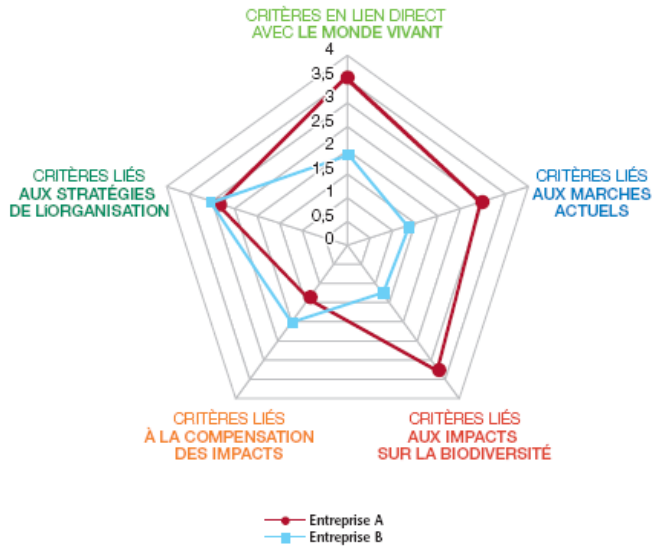 CRITÈRES EN LIEN DIRECT
AVEC LE MONDE VIVANT
4
3,5
3
2,5
2
1,5
1
0,5
0
CRITÈRES LIÉS
AUX STRATÉGIES
DE LiORGANISATION
CRITÈRES LIÉS
AUX MARCHES
ACTUELS
CRITÈRES LIÉS
À LA COMPENSATION
DES IMPACTS
CRITÈRES LIÉS
AUX IMPACTS
SUR LA BIODIVERSITÉ
Entreprise A
Entreprise B